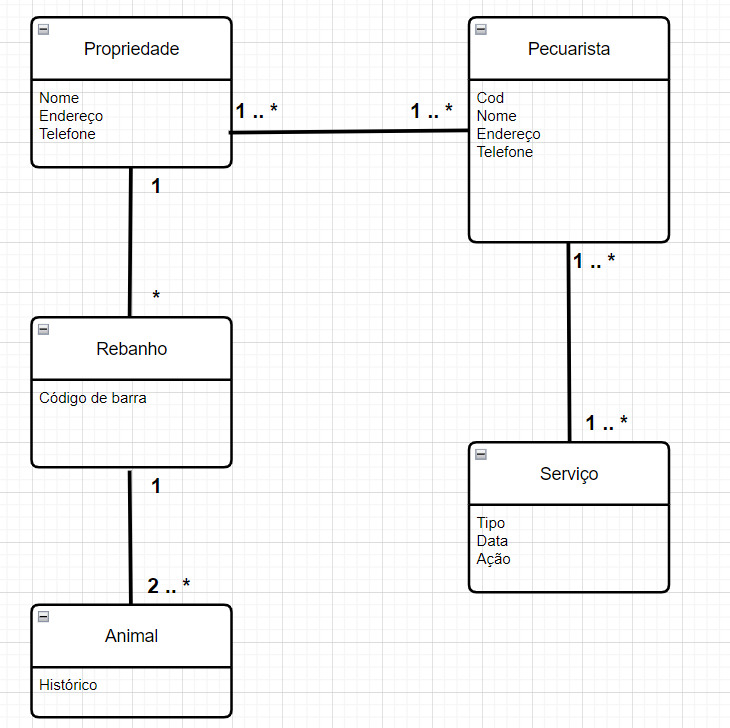 Propriedade
Nome
Endereço
Telefone
1 .. *
1 .. *
Pecuarista
Cod
Nome
Endereço
Telefone
1
*
1 .. *
1 .. *
Rebanho
Código de barra
1
2 .. *
Serviço
Tipo
Data
Ação
Animal
Histórico